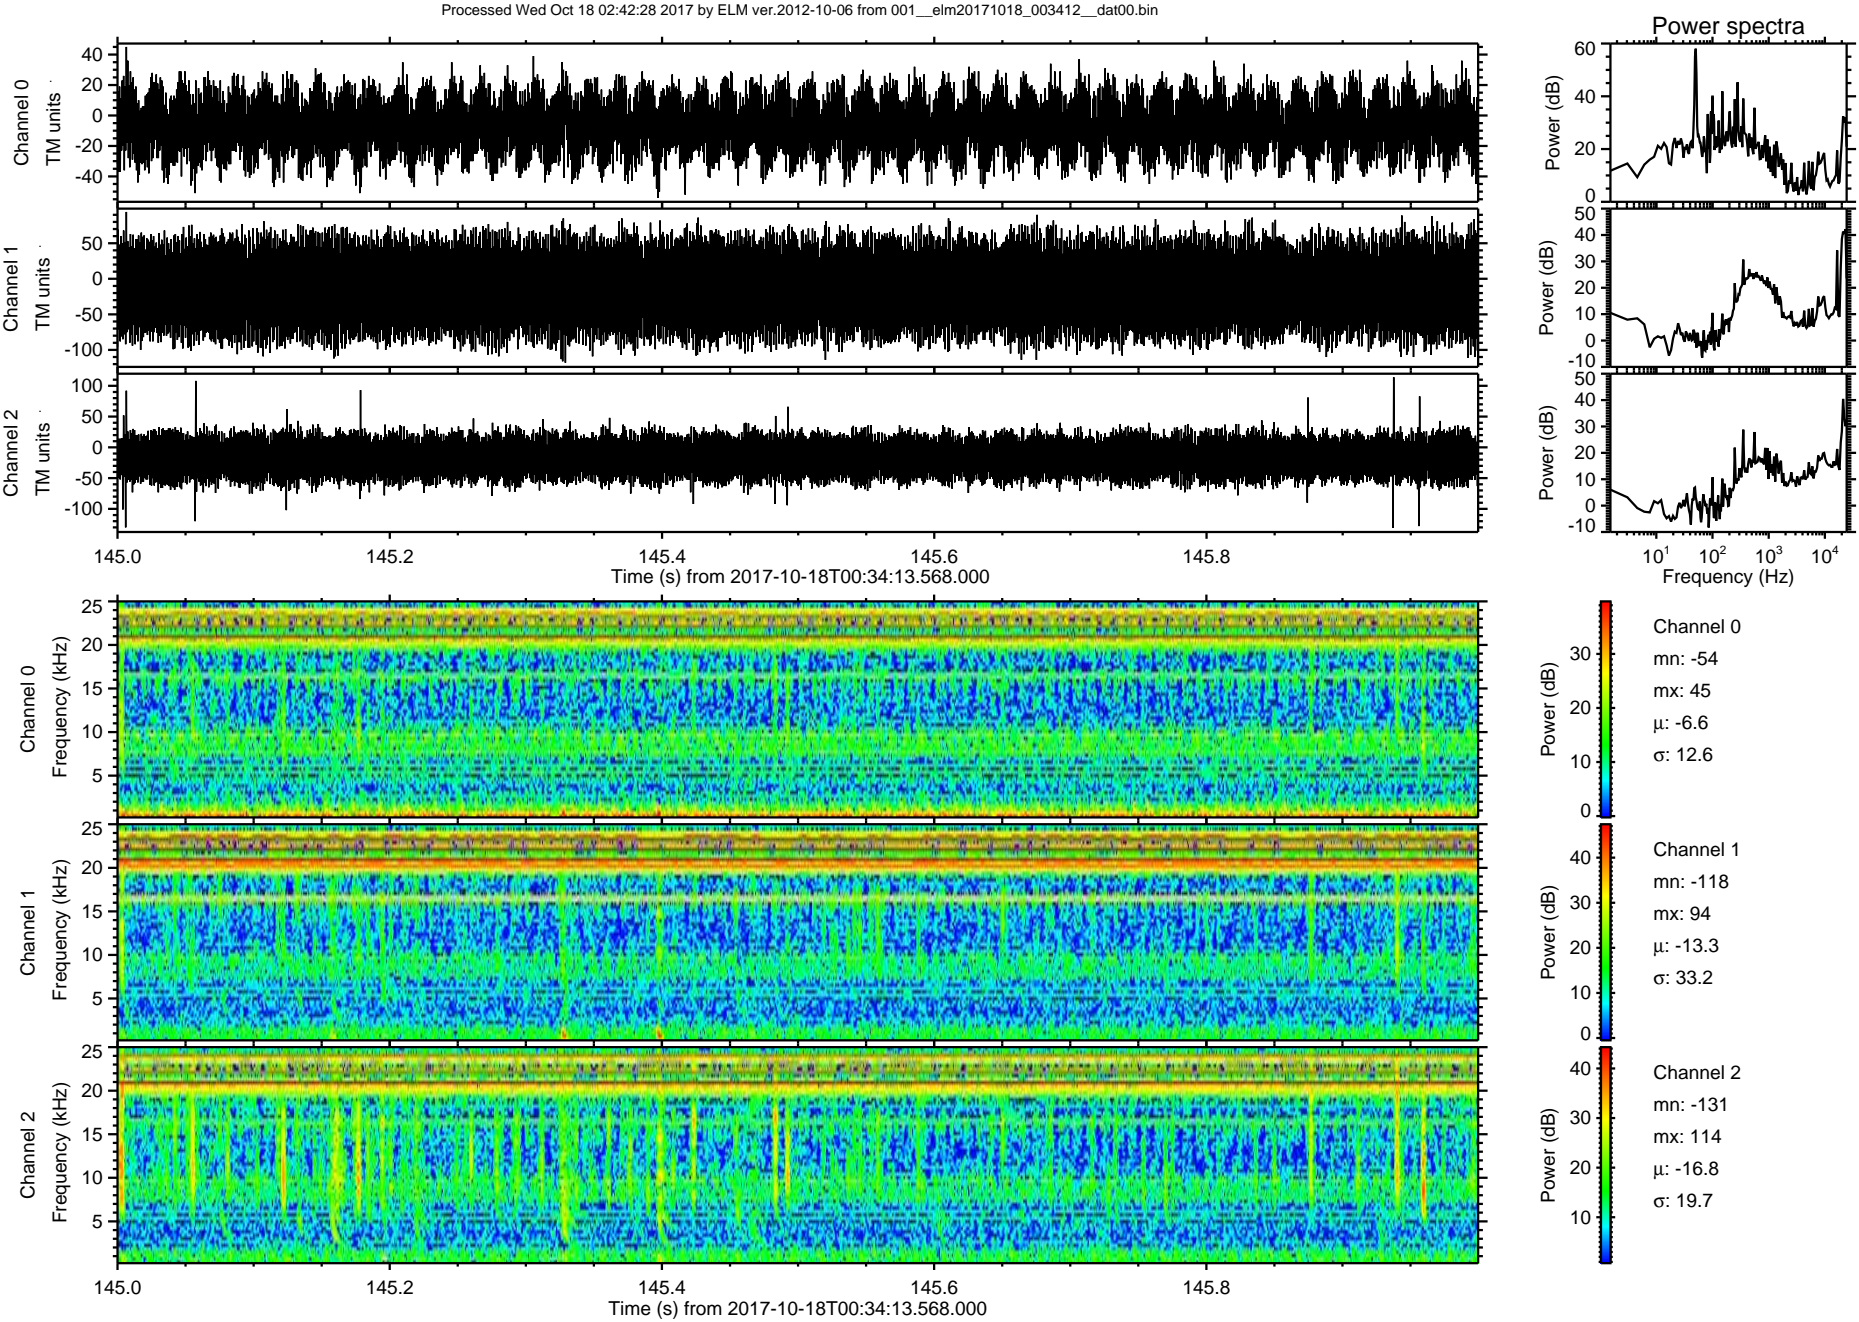 Processed Wed Oct 18 02:42:28 2017 by ELM ver.2012-10-06 from 001__elm20171018_003412__dat00.bin
Power spectra
Channel 0
TM units
40
20
0
-20
-40
Power (dB)
60
40
20
0
Channel 1
TM units
50
0
-50
-100
Power (dB)
50
40
30
20
10
0
-10
Channel 2
TM units
100
50
0
-50
-100
Power (dB)
50
40
30
20
10
0
-10
145.0 145.2 145.4 145.6 145.8
Time (s) from 2017-10-18T00:34:13.568.000
10^1 10^2 10^3 10^4
Frequency (Hz)
Channel 0
Frequency (kHz)
25
20
15
10
5
Power (dB)
30
20
10
0
Channel 0
mn: -54
mx: 45
μ: -6.6
σ: 12.6
Channel 1
Frequency (kHz)
25
20
15
10
5
Power (dB)
40
30
20
10
0
Channel 1
mn: -118
mx: 94
μ: -13.3
σ: 33.2
Channel 2
Frequency (kHz)
25
20
15
10
5
Power (dB)
40
30
20
10
Channel 2
mn: -131
mx: 114
μ: -16.8
σ: 19.7
145.0 145.2 145.4 145.6 145.8
Time (s) from 2017-10-18T00:34:13.568.000